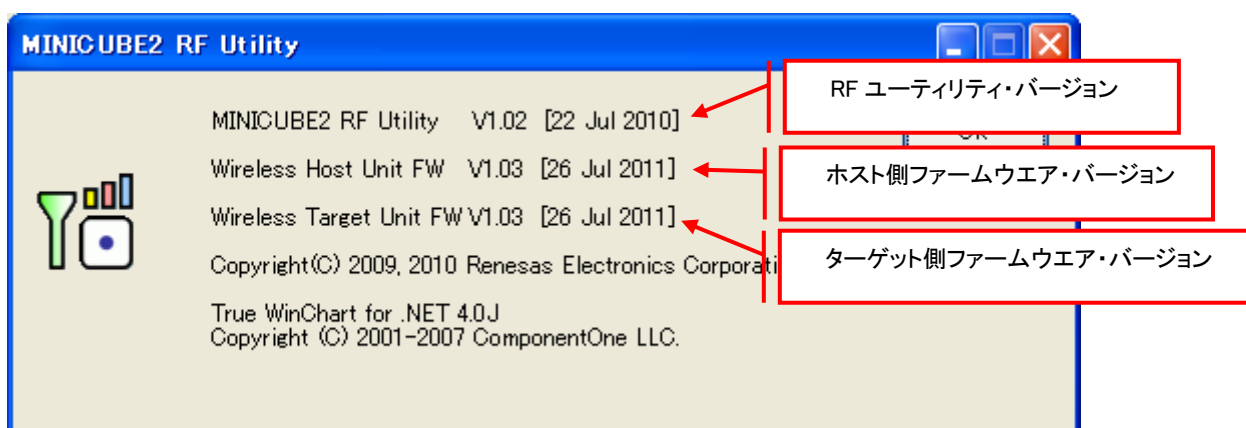 MINICUBE2 RF Utility
RF ユーティリティ・バージョン
MINICUBE2 RF Utility V1.02 [22 Jul 2010]
Wireless Host Unit FW V1.03 [26 Jul 2011]
ホスト側ファームウエア・バージョン
Wireless Target Unit FW V1.03 [26 Jul 2011]
ターゲット側ファームウエア・バージョン
Copyright(C) 2009, 2010 Renesas Electronics
True WinChart for .NET 4.0J
Copyright (C) 2001-2007 ComponentOne LLC.